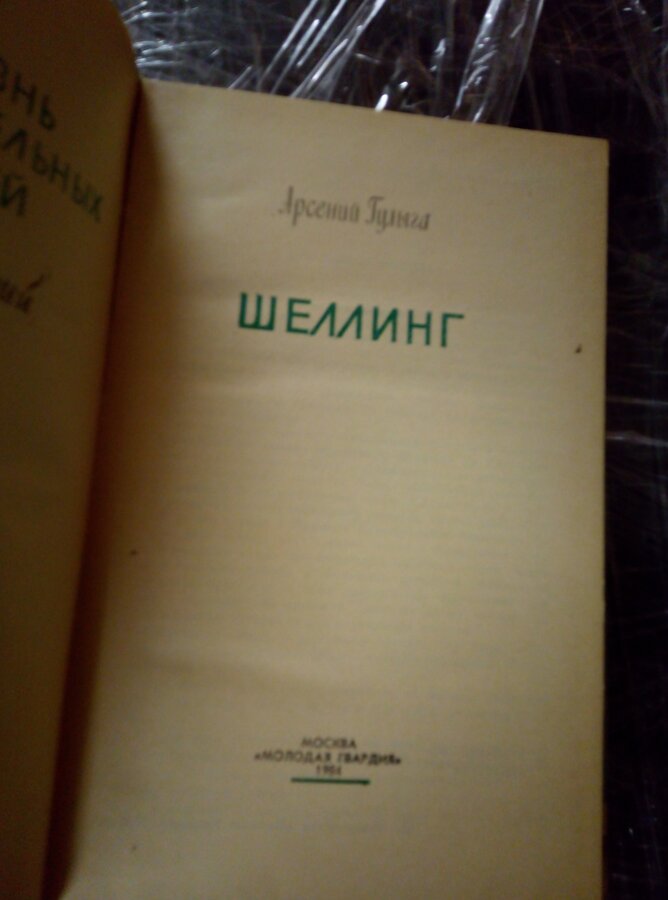 Арсений Гулыга
ШЕЛЛИНГ
МОСКВА
«МОЛОДАЯ ГВАРДИЯ»